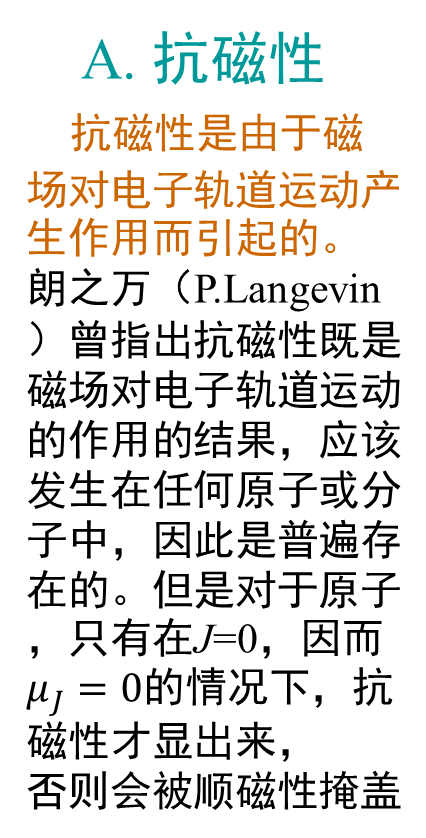 A. 抗磁性
抗磁性是由于磁
场对电子轨道运动产
生作用而引起的。
朗之万（P.Langevin
）曾指出抗磁性既是
磁场对电子轨道运动
的作用的结果，应该
发生在任何原子或分
子中，因此是普遍存
在的。但是对于原子
，只有在J=0，因而
μ_J = 0的情况下，抗
磁性才显出来，
否则会被顺磁性掩盖